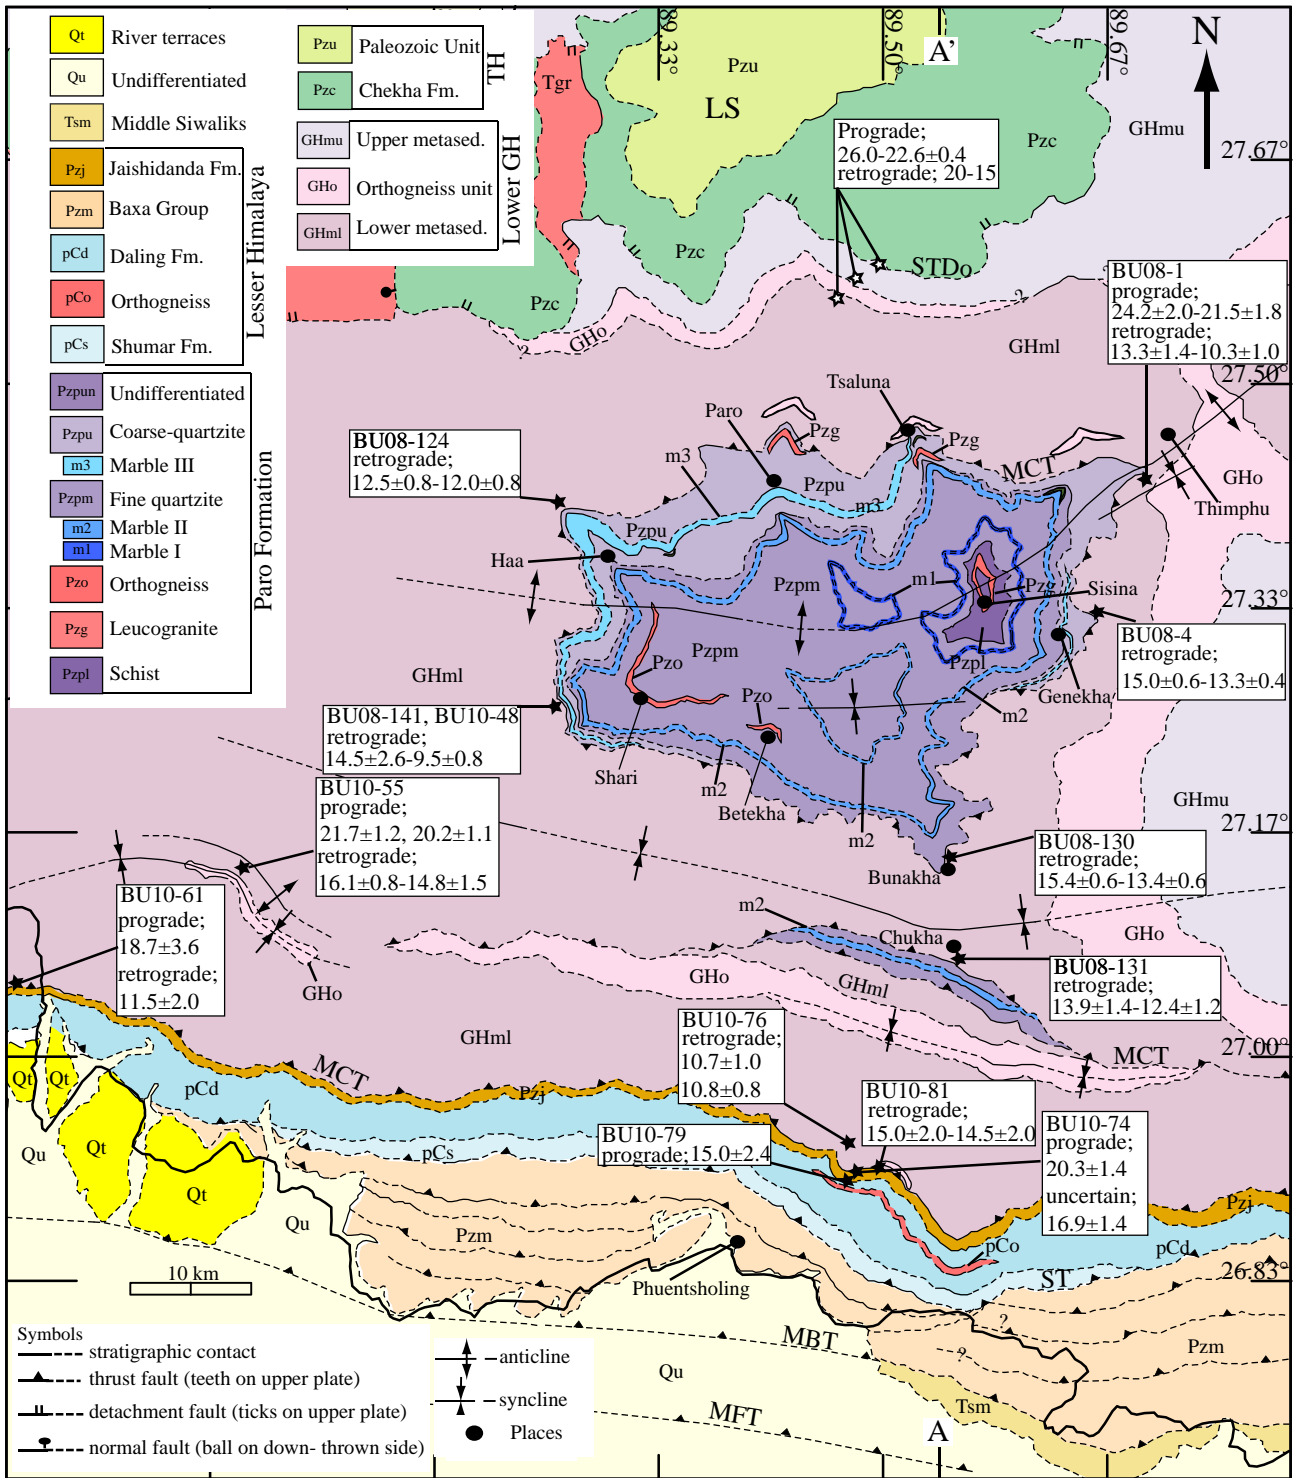 Qt River terraces
Qu Undifferentiated
Tsm Middle Siwaliks
Pzj Jaishidanda Fm.
Pzm Baxa Group
pCd Daling Fm.
pCo Orthogneiss
pCs Shumar Fm.
Lesser Himalaya
Pzpun Undifferentiated
Pzpu Coarse-quartzite
m3 Marble III
Pzpm Fine quartzite
m2 Marble II
m1 Marble I
Pzo Orthogneiss
Pzg Leucogranite
Pzpl Schist
Paro Formation
Pzu Paleozoic Unit
Pzc Chekha Fm.
TH
GHmu Upper metased.
GHo Orthogneiss unit
GHml Lower metased.
Lower GH
89.33°
89.50°
89.67°
A'
N
Tgr
Pzu
LS
Pzc
GHmu
27.67°
Prograde;
26.0-22.6±0.4
retrograde; 20-15
Pzc
STDo
Pzc
?
GHo
?
GHml
BU08-1
prograde;
24.2±2.0-21.5±1.8
retrograde;
13.3±1.4-10.3±1.0
27.50°
Tsaluna
Paro
Pzg
Pzg
MCT
GHo
Thimphu
BU08-124
retrograde;
12.5±0.8-12.0±0.8
m3
Pzpu
m3
Pzpu
Haa
Pzpm
m1
Pzg
Sisina
27.33°
BU08-4
retrograde;
15.0±0.6-13.3±0.4
Pzo
Pzpm
Pzpl
GHml
Genekha
m2
Pzo
BU08-141, BU10-48
retrograde;
14.5±2.6-9.5±0.8
Shari
m2
Betekha
m2
GHmu
27.17°
BU10-55
prograde;
21.7±1.2, 20.2±1.1
retrograde;
16.1±0.8-14.8±1.5
BU08-130
retrograde;
15.4±0.6-13.4±0.6
Bunakha
BU10-61
prograde;
18.7±3.6
retrograde;
11.5±2.0
m2
Chukha
GHo
GHo
GHml
GHo
BU08-131
retrograde;
13.9±1.4-12.4±1.2
GHml
MCT
27.00°
BU10-76
retrograde;
10.7±1.0
10.8±0.8
MCT
Qt
Qt
pCd
Pzj
BU10-81
retrograde;
15.0±2.0-14.5±2.0
BU10-74
prograde;
20.3±1.4
uncertain;
16.9±1.4
BU10-79
prograde; 15.0±2.4
Qu
Qt
pCs
Qt
Qu
Pzm
Pzj
pCo
pCd
ST
26.83°
10 km
Phuentsholing
?
MBT
?
Pzm
Qu
Tsm
MFT
A
Symbols
stratigraphic contact
thrust fault (teeth on upper plate)
detachment fault (ticks on upper plate)
normal fault (ball on down- thrown side)
anticline
syncline
Places